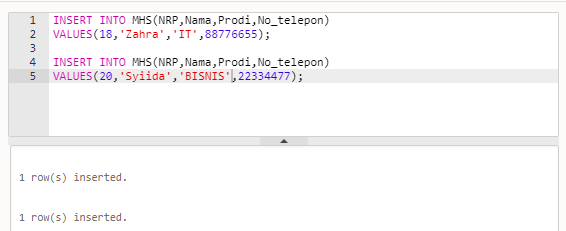 1 INSERT INTO MHS(NRP,Nama,Prodi,No_telepon)
2 VALUES(18,'Zahra','IT',88776655);
3
4 INSERT INTO MHS(NRP,Nama,Prodi,No_telepon)
5 VALUES(20,'Syiida','BISNIS',22334477);
1 row(s) inserted.
1 row(s) inserted.